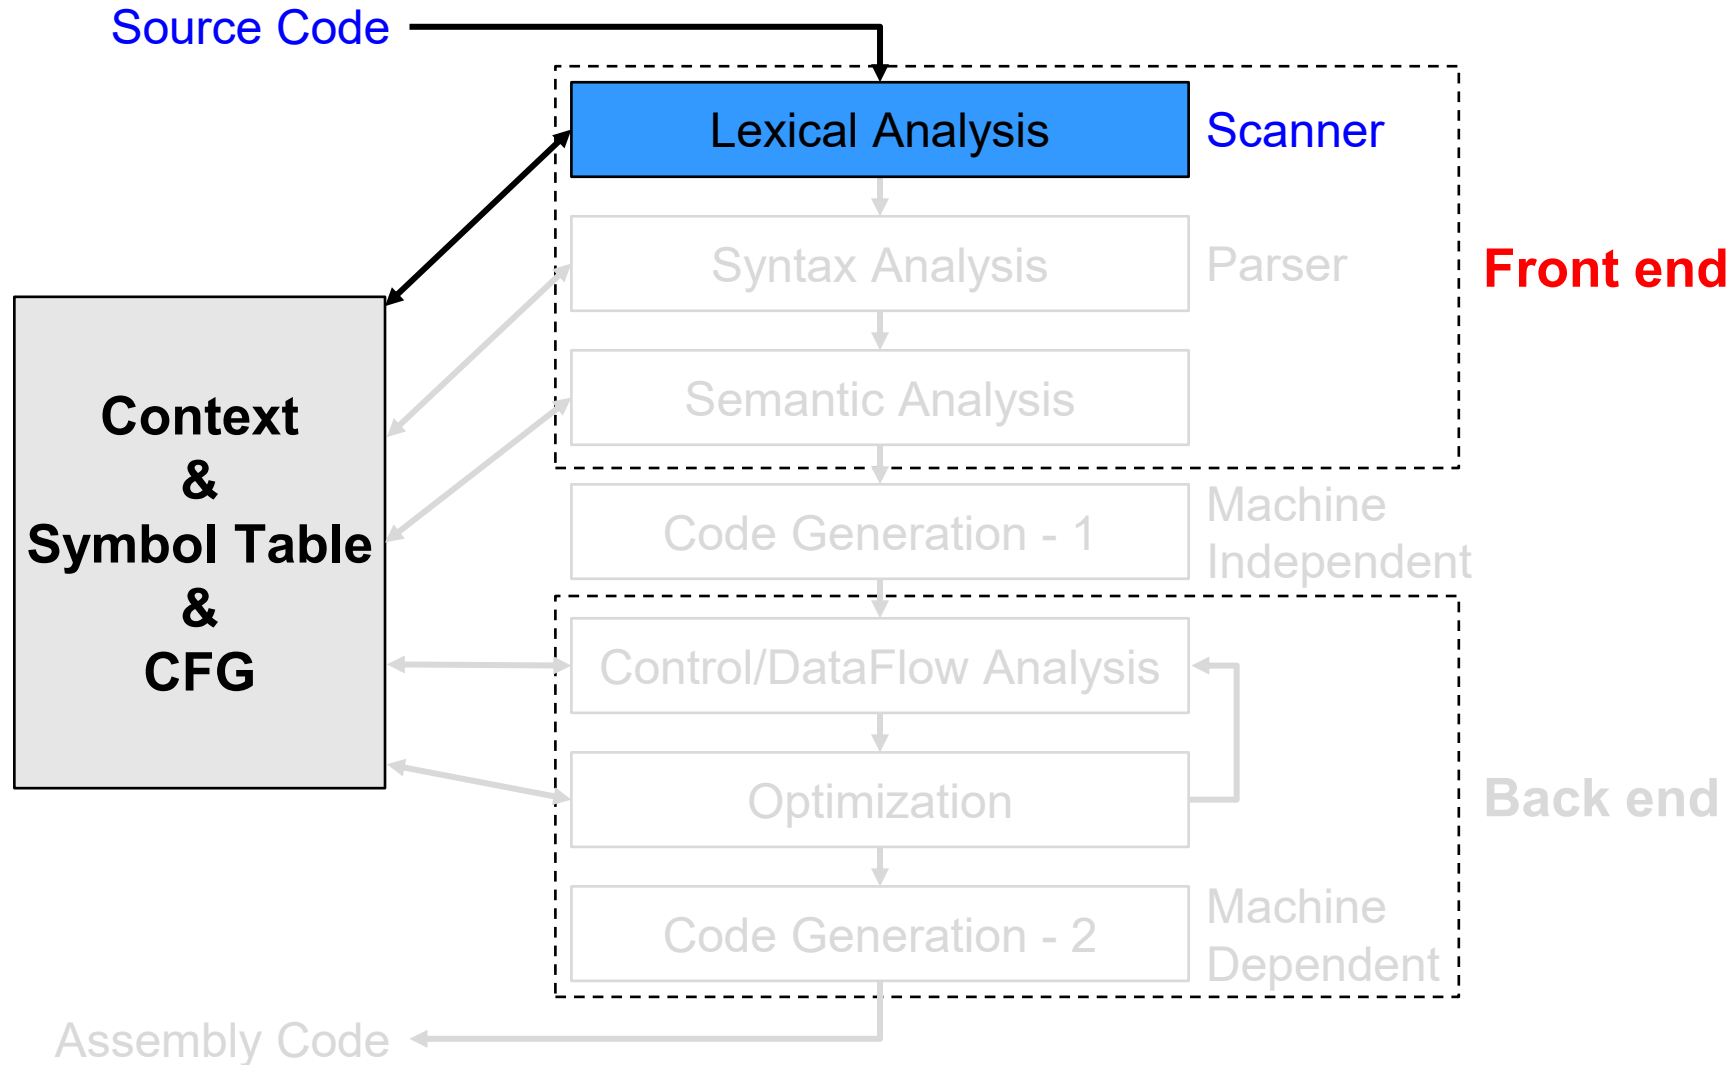 Source Code
Lexical Analysis
Scanner
Syntax Analysis
Parser
Front end
Semantic Analysis
Context
&
Symbol Table
&
CFG
Code Generation - 1
Machine
Independent
Control/DataFlow Analysis
Optimization
Back end
Code Generation - 2
Machine
Dependent
Assembly Code